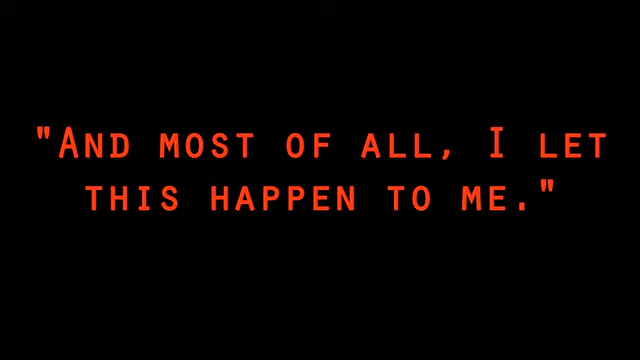 "And most of all, I let
this happen to me."